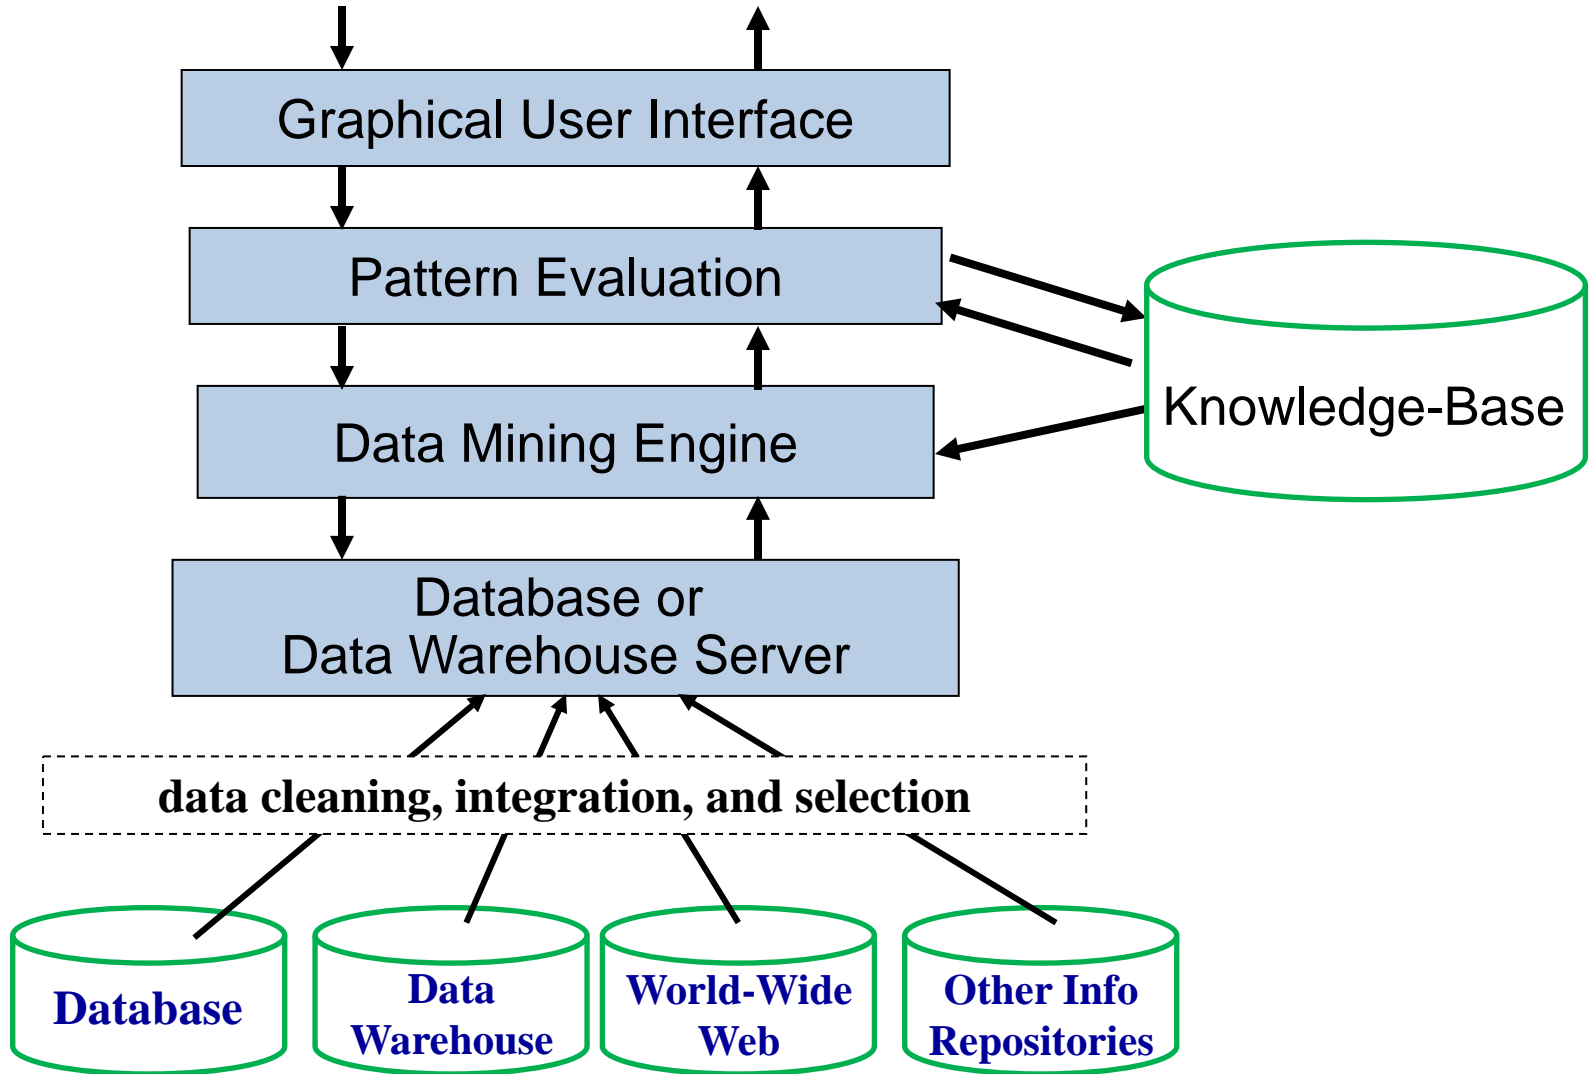 Graphical User Interface
Pattern Evaluation
Knowledge-Base
Data Mining Engine
Database or
Data Warehouse Server
data cleaning, integration, and selection
Database
Data
Warehouse
World-Wide
Web
Other Info
Repositories